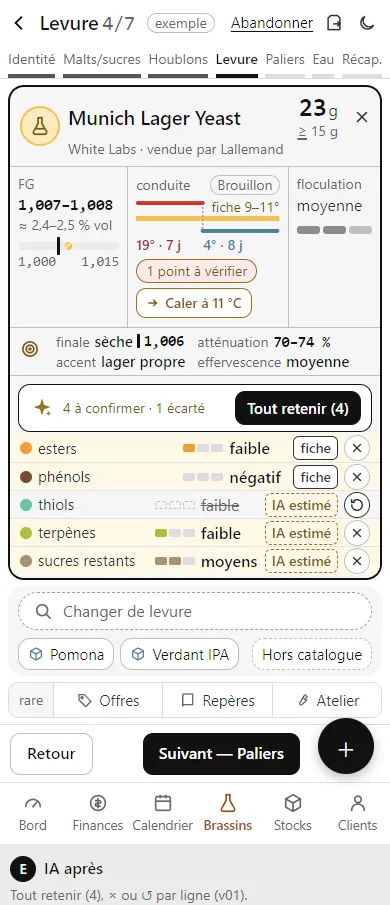 Levure 4/7 exemple Abandonner
Identité Malts/sucres Houblons Levure Paliers Eau Récap.
Munich Lager Yeast 23 g
≥ 15 g
White Labs · vendue par Lallemand
FG conduite Brouillon floculation
1,007–1,008 fiche 9–11° moyenne
≈ 2,4–2,5 % vol
1,000 1,015 19° · 7 j 4° · 8 j
1 point à vérifier
→ Caler à 11 °C
finale sèche 1,006 atténuation 70–74 %
accent lager propre effervescence moyenne
4 à confirmer · 1 écarté Tout retenir (4)
esters faible fiche ×
phénols négatif fiche ×
thiols faible IA estimé
terpènes faible IA estimé ×
sucres restants moyens IA estimé ×
Changer de levure
Pomona Verdant IPA Hors catalogue
rare Offres Repères Atelier
Retour Suivant — Paliers +
Bord Finances Calendrier Brassins Stocks Clients
E IA après
Tout retenir (4), × ou ↺ par ligne (v01).